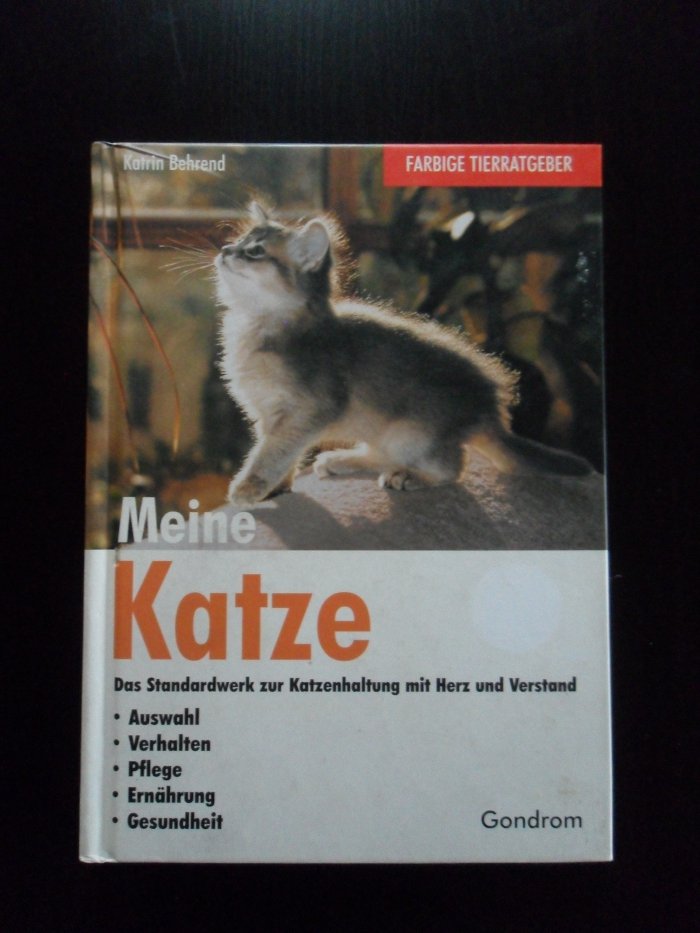 Katrin Behrend
FARBIGE TIERRATGEBER
Meine
Katze
Das Standardwerk zur Katzenhaltung mit Herz und Verstand
• Auswahl
• Verhalten
• Pflege
• Ernährung
• Gesundheit
Gondrom